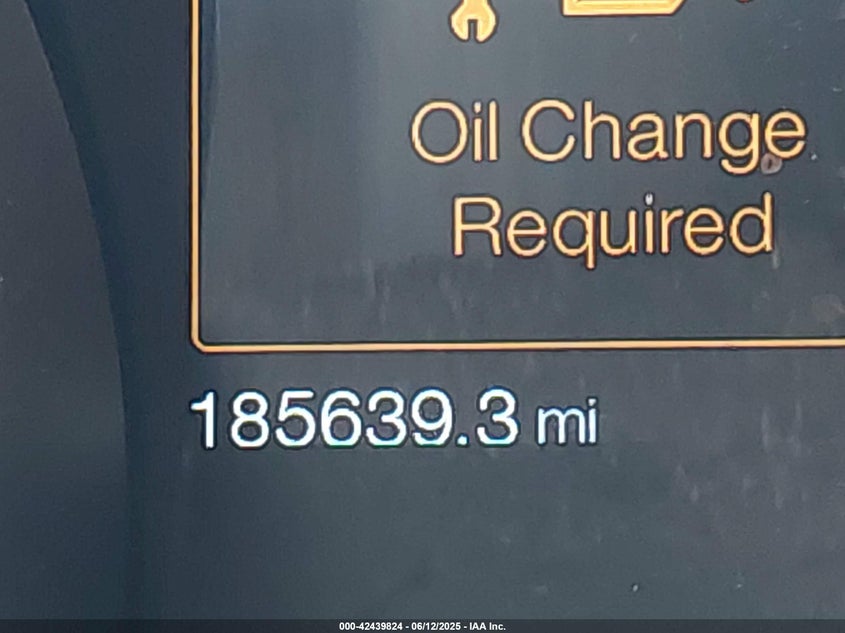 Oil Change
Required
185639.3 mi
000-42439824 - 06/12/2025 - IAA Inc.